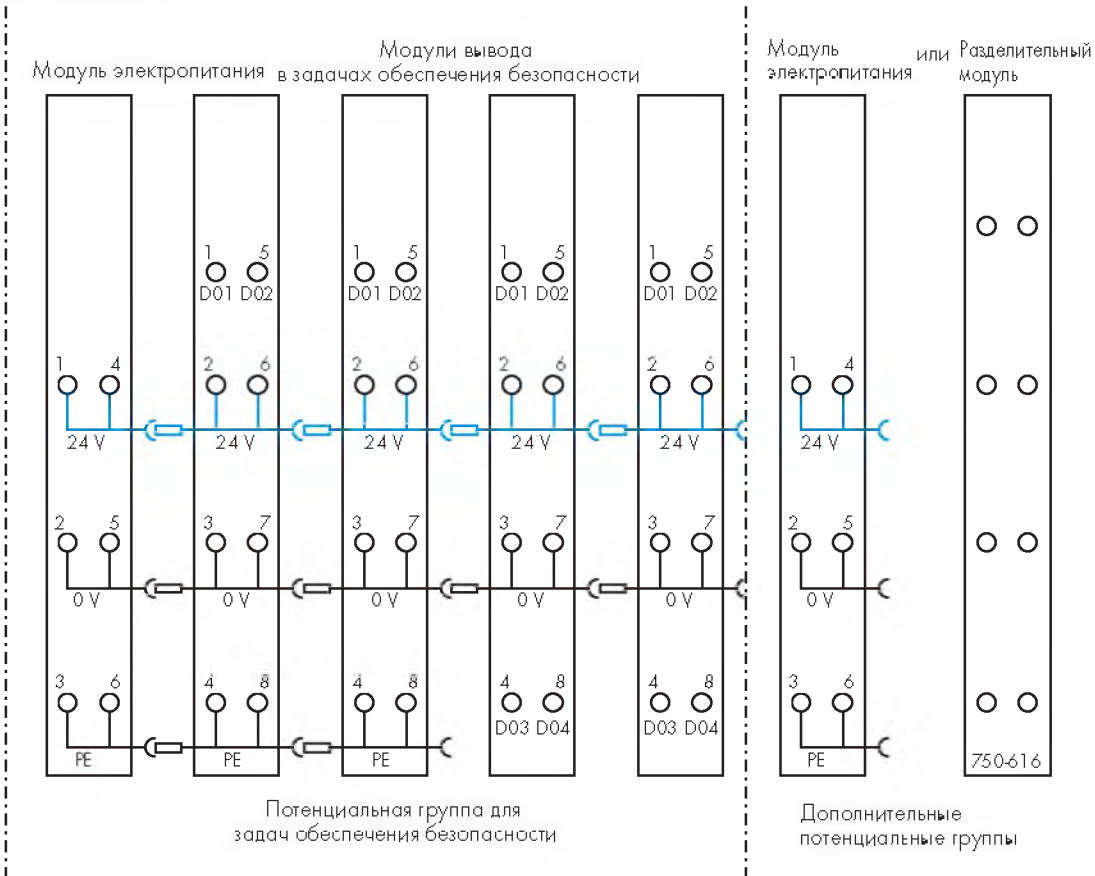 Модули вывода
Модуль электропитания в задачах обеспечения безопасности
Модуль или Разделительный
электропитания модуль
1 5 1 5 1 5 1 5
D01 D02 D01 D02 D01 D02 D01 D02
1 4 2 6 2 6 2 6 2 6 1 4
24 V 24 V 24 V 24 V 24 V 24 V
2 5 3 7 3 7 3 7 3 7 2 5
0 V 0 V 0 V 0 V 0 V 0 V
3 6 4 8 4 8 4 8 4 8 3 6
D03 D04 D03 D04
PE PE PE PE 750-616
Потенциальная группа для
задач обеспечения безопасности
Дополнительные
потенциальные группы